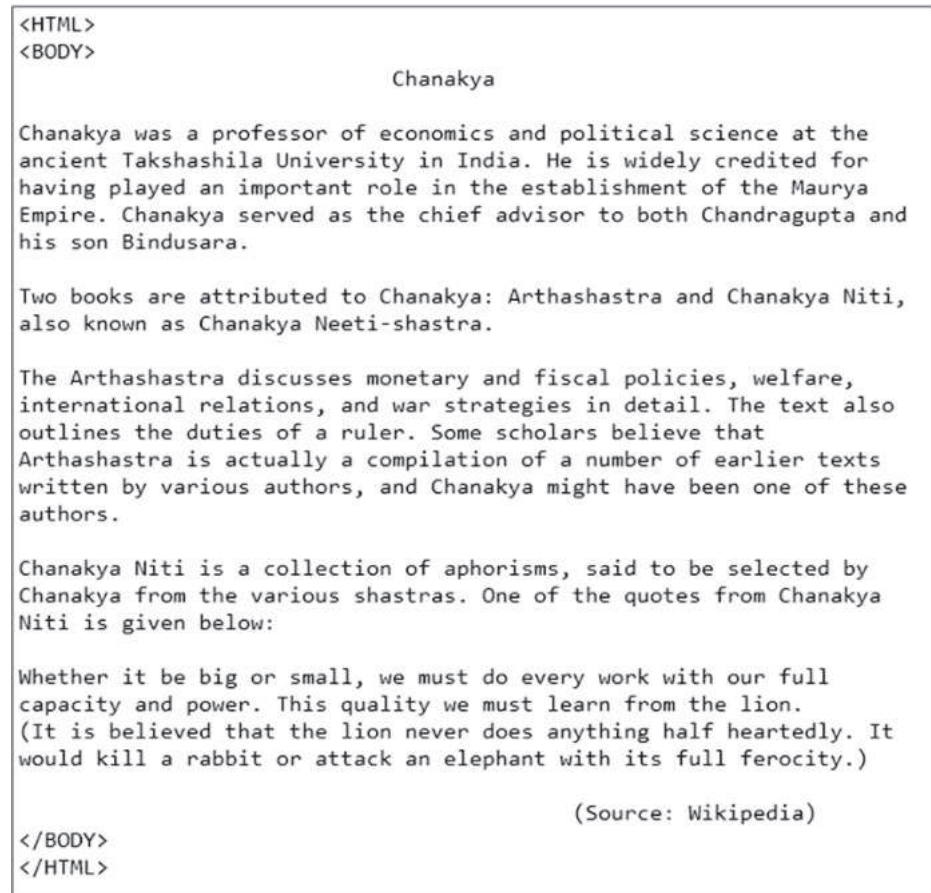 <HTML>
<BODY>
Chanakya
Chanakya was a professor of economics and political science at the
ancient Takshashila University in India. He is widely credited for
having played an important role in the establishment of the Maurya
Empire. Chanakya served as the chief advisor to both Chandragupta and
his son Bindusara.
Two books are attributed to Chanakya: Arthashastra and Chanakya Niti,
also known as Chanakya Neeti-shastra.
The Arthashastra discusses monetary and fiscal policies, welfare,
international relations, and war strategies in detail. The text also
outlines the duties of a ruler. Some scholars believe that
Arthashastra is actually a compilation of a number of earlier texts
written by various authors, and Chanakya might have been one of these
authors.
Chanakya Niti is a collection of aphorisms, said to be selected by
Chanakya from the various shastras. One of the quotes from Chanakya
Niti is given below:
Whether it be big or small, we must do every work with our full
capacity and power. This quality we must learn from the lion.
(It is believed that the lion never does anything half heartedly. It
would kill a rabbit or attack an elephant with its full ferocity.)
(Source: Wikipedia)
</BODY>
</HTML>